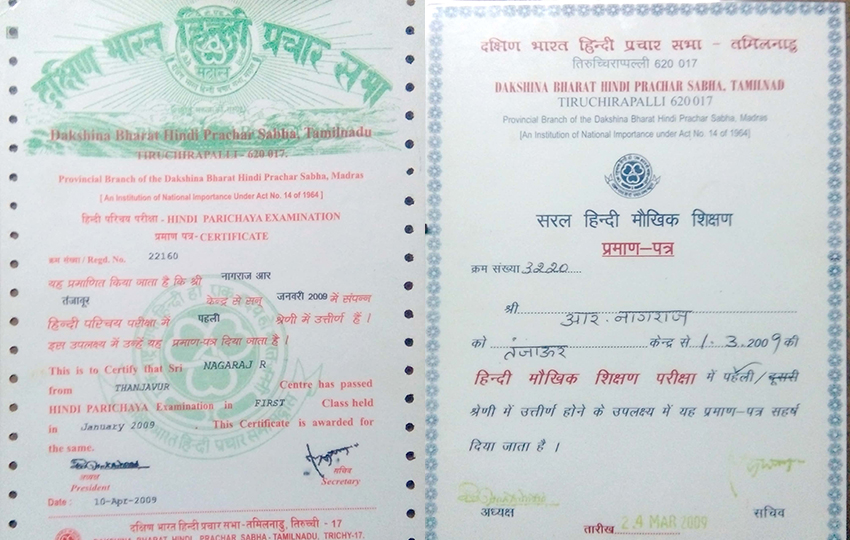 दक्षिण भारत हिन्दी प्रचार सभा
मद्रास
Dakshina Bharat Hindi Prachar Sabha, Tamilnadu
TIRUCHIRAPALLI - 620 017.
Provincial Branch of the Dakshina Bharat Hindi Prachar Sabha, Madras
[ An Institution of National Importance Under Act No. 14 of 1964 ]
हिन्दी परिचय परीक्षा - HINDI PARICHAYA EXAMINATION
प्रमाण पत्र - CERTIFICATE
क्रम संख्या / Regd. No. 22160
यह प्रमाणित किया जाता है कि श्री नागराज आर
तंजावूर केन्द्र से सन् जनवरी 2009 में संपन्न
हिन्दी परिचय परीक्षा में पहली श्रेणी में उत्तीर्ण हैं ।
इस उपलक्ष्य में उन्हें यह प्रमाण-पत्र दिया जाता है ।
This is to Certify that Sri NAGARAJ R
from THANJAVUR Centre has passed
HINDI PARICHAYA Examination in FIRST Class held
in January 2009 . This Certificate is awarded for
the same.
अध्यक्ष सचिव
President Secretary
Date : 10-Apr-2009
दक्षिण भारत हिन्दी प्रचार सभा-तमिलनाडु, तिरुच्ची - 17
DAKSHINA BHARAT HINDI PRACHAR SABHA - TAMILNADU, TRICHY-17.
दक्षिण भारत हिन्दी प्रचार सभा - तमिलनाडु
तिरुच्चिराप्पल्ली 620 017
DAKSHINA BHARAT HINDI PRACHAR SABHA, TAMILNAD
TIRUCHIRAPALLI 620 017
Provincial Branch of the Dakshina Bharat Hindi Prachar Sabha, Madras
[An Institution of National Importance under Act No. 14 of 1964]
सरल हिन्दी मौखिक शिक्षण
प्रमाण-पत्र
क्रम संख्या 3220
श्री आर. नागराज
को तंजाऊर केन्द्र से 1.3.2009 की
हिन्दी मौखिक शिक्षण परीक्षा में पहली / दूसरी
श्रेणी में उत्तीर्ण होने के उपलक्ष्य में यह प्रमाण-पत्र सहर्ष
दिया जाता है ।
अध्यक्ष सचिव
तारीख 24 MAR 2009